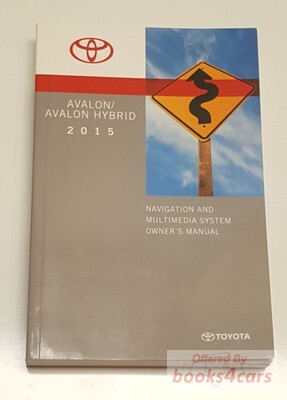 AVALON/
AVALON HYBRID
2015
NAVIGATION AND
MULTIMEDIA SYSTEM
OWNER'S MANUAL
TOYOTA
Offered By
books4cars